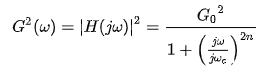 G²(ω) = |H(jω)|² = G₀² / (1 + (jω / jω_c)²ⁿ)